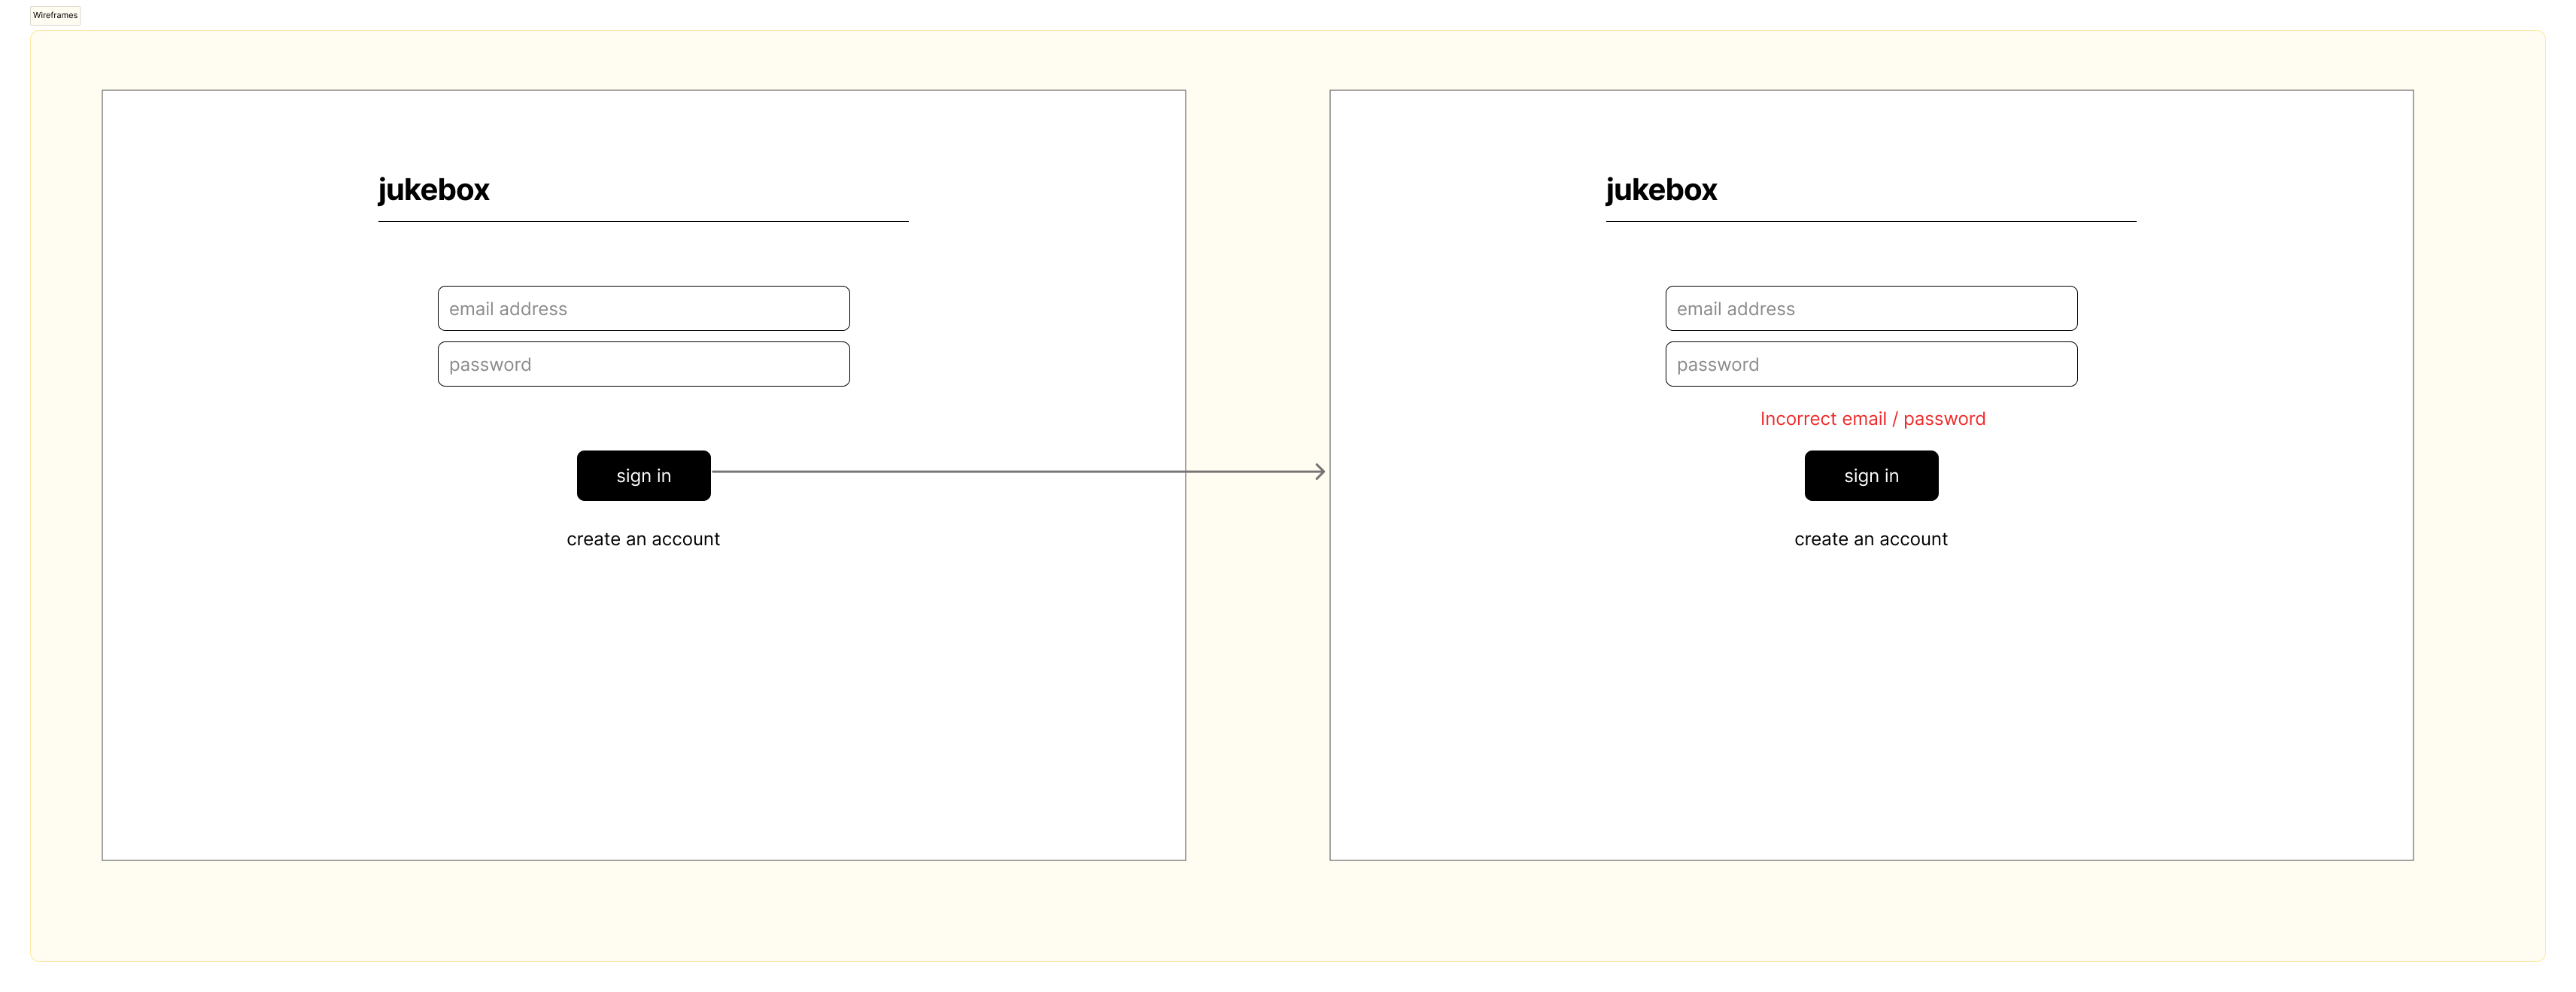 Wireframes
jukebox
email address
password
sign in
create an account
jukebox
email address
password
Incorrect email / password
sign in
create an account